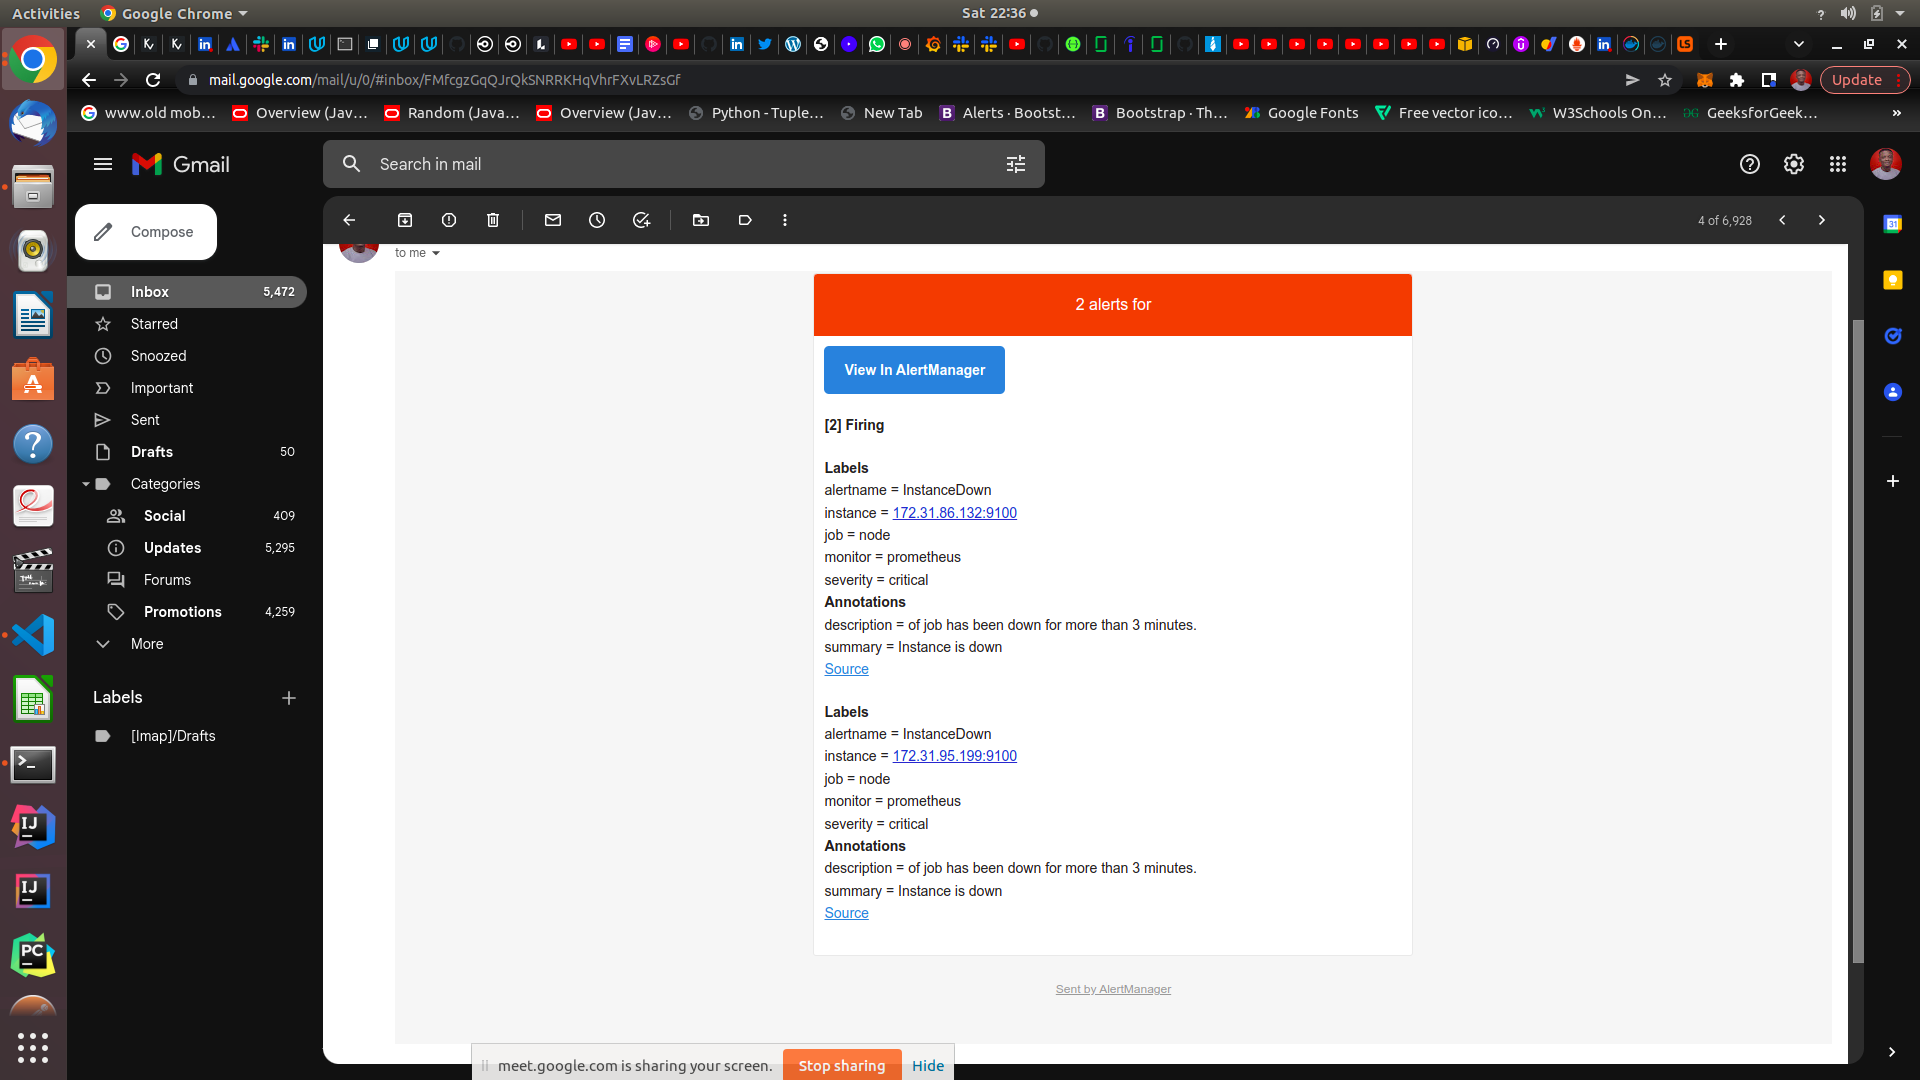 Activities
Google Chrome
Sat 22:36
mail.google.com/mail/u/0/#inbox/FMfcgzGqQJrQkSNRRKHqVhrFXvLRZsGf
Update
www.old mob…
Overview (Jav…
Random (Java…
Overview (Jav…
Python - Tuple…
New Tab
Alerts · Bootst…
Bootstrap · Th…
Google Fonts
Free vector ico…
W3Schools On…
GeeksforGeek…
»
Gmail
Search in mail
Compose
4 of 6,928
Inbox 5,472
Starred
Snoozed
Important
Sent
Drafts 50
Categories
Social 409
Updates 5,295
Forums
Promotions 4,259
More
Labels
[Imap]/Drafts
to me
2 alerts for
View In AlertManager
[2] Firing
Labels
alertname = InstanceDown
instance = 172.31.86.132:9100
job = node
monitor = prometheus
severity = critical
Annotations
description = of job has been down for more than 3 minutes.
summary = Instance is down
Source
Labels
alertname = InstanceDown
instance = 172.31.95.199:9100
job = node
monitor = prometheus
severity = critical
Annotations
description = of job has been down for more than 3 minutes.
summary = Instance is down
Source
Sent by AlertManager
meet.google.com is sharing your screen.
Stop sharing
Hide